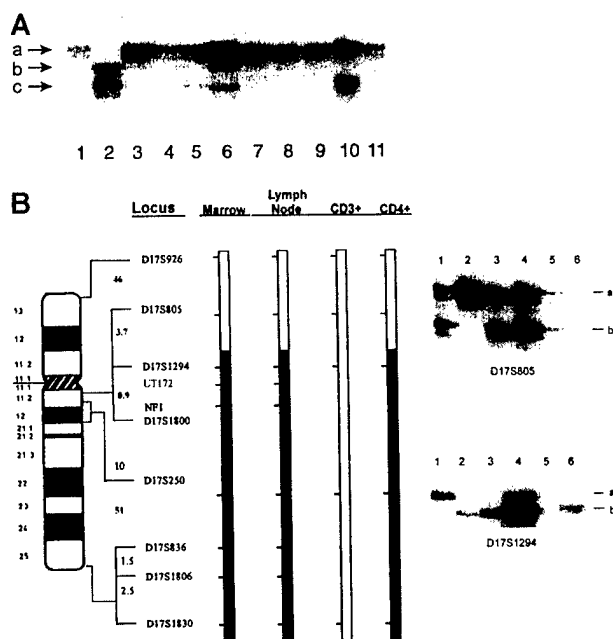 A
a
b
c
1 2 3 4 5 6 7 8 9 10 11
B
Locus Marrow Lymph Node CD3+ CD4+
D17S926
46
D17S805
3.7
D17S1294
UT172
0.9
NF1
D17S1800
10
D17S250
51
D17S836
1.5
D17S1806
2.5
D17S1830
13
12
11 2
11 1
11 1
11 2
12
21 1
21 2
21 3
22
23
24
25
1 2 3 4 5 6
a
b
D17S805
1 2 3 4 5 6
a
b
D17S1294